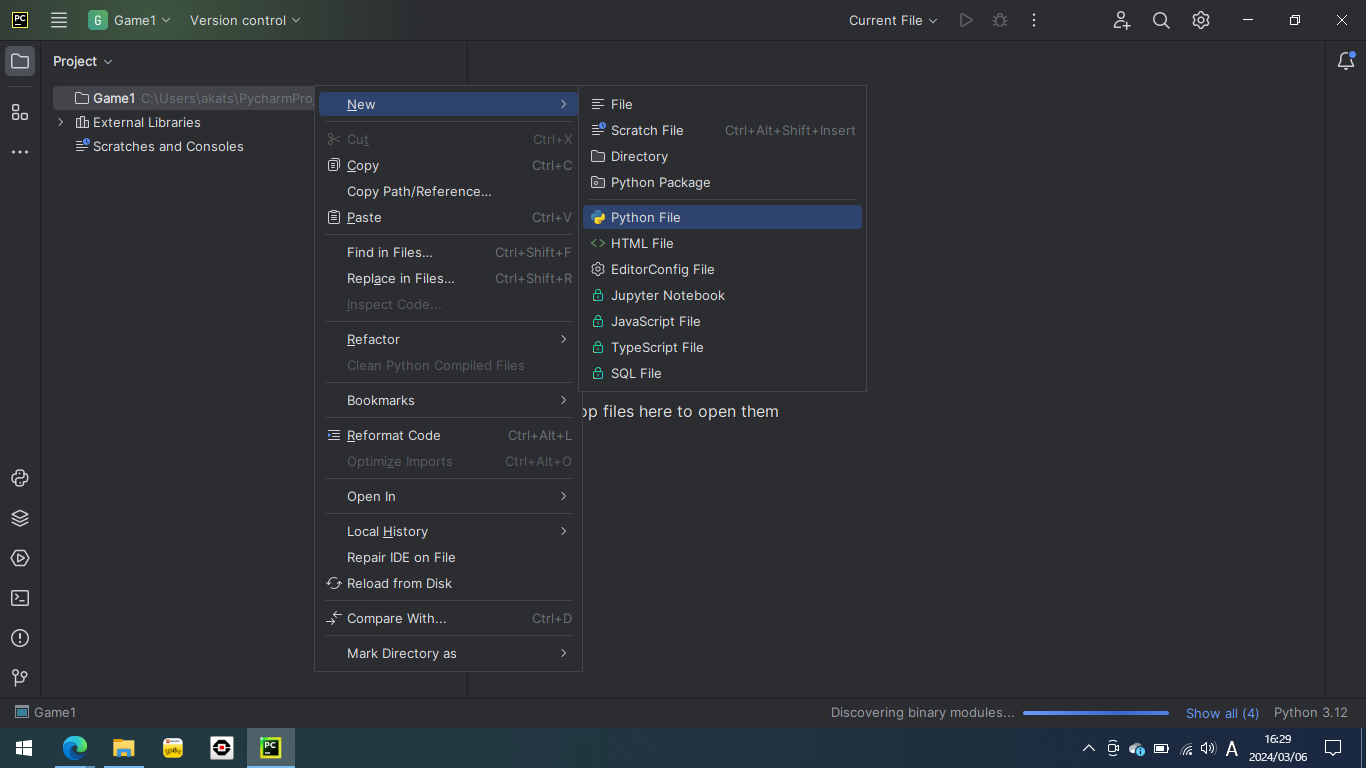 PC
G Game1 Version control Current File
Project
Game1 C:\Users\akats\PycharmPro
External Libraries
Scratches and Consoles
New
Cut Ctrl+X
Copy Ctrl+C
Copy Path/Reference...
Paste Ctrl+V
Find in Files... Ctrl+Shift+F
Replace in Files... Ctrl+Shift+R
Inspect Code...
Refactor
Clean Python Compiled Files
Bookmarks
Reformat Code Ctrl+Alt+L
Optimize Imports Ctrl+Alt+O
Open In
Local History
Repair IDE on File
Reload from Disk
Compare With... Ctrl+D
Mark Directory as
File
Scratch File Ctrl+Alt+Shift+Insert
Directory
Python Package
Python File
HTML File
EditorConfig File
Jupyter Notebook
JavaScript File
TypeScript File
SQL File
op files here to open them
Game1 Discovering binary modules... Show all (4) Python 3.12
PC A 16:29
2024/03/06